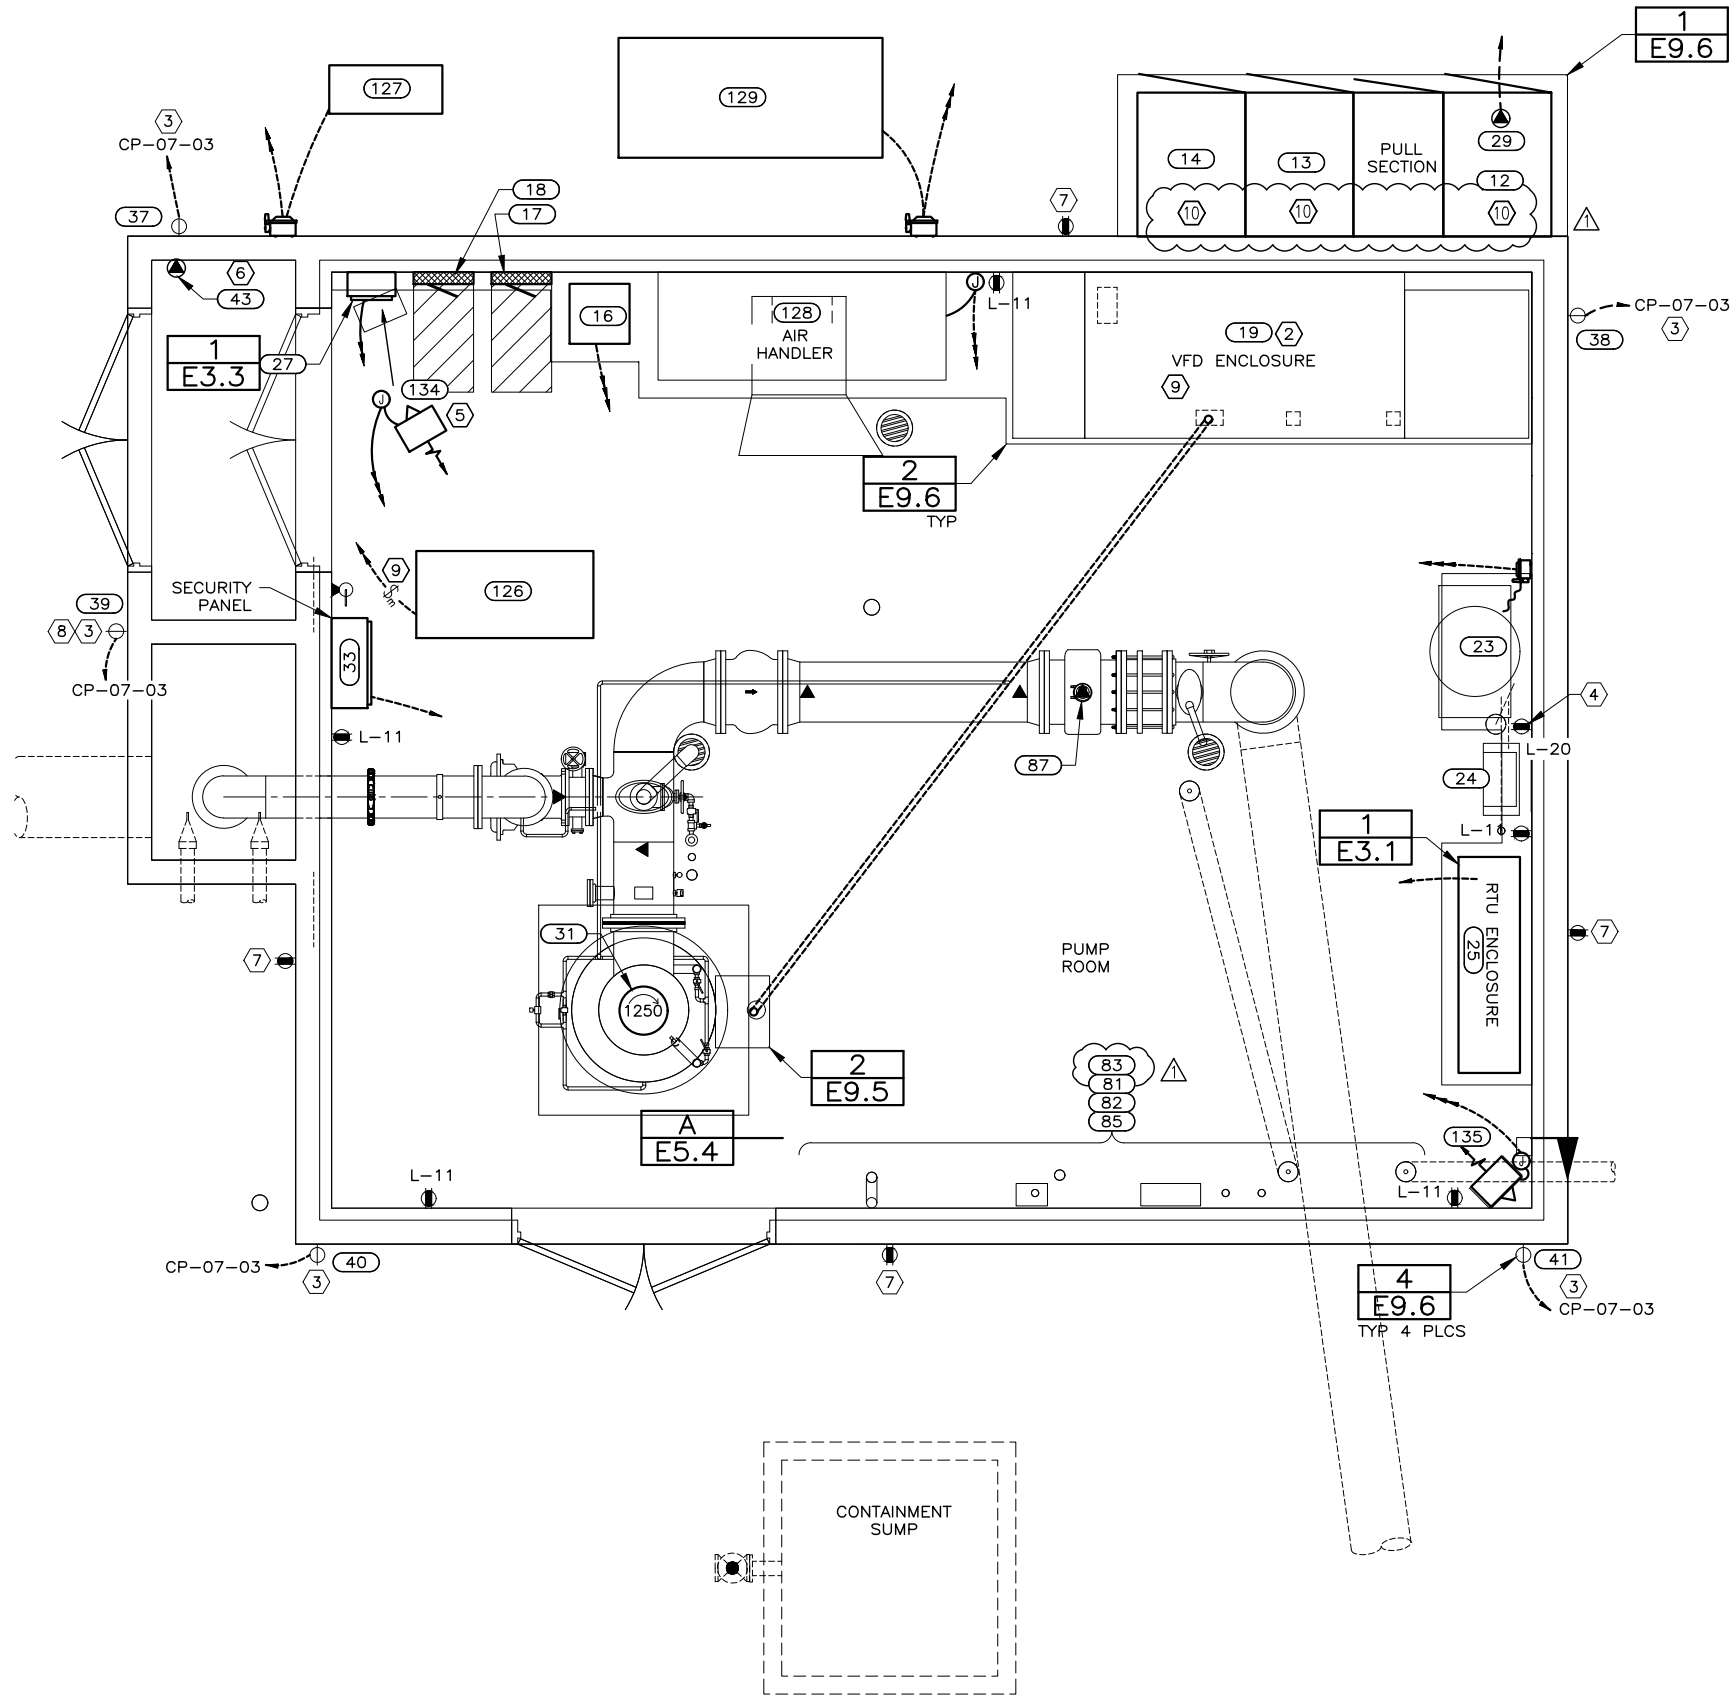 1
E9.6
127
129
3
CP-07-03
29
PULL
SECTION
14
13
12
18
17
37
7
10
10
10
1
6
43
J
L-11
CP-07-03
3
38
16
128
AIR
HANDLER
19
2
VFD ENCLOSURE
9
1
E3.3
27
134
J
5
2
E9.6
TYP
9
$m
126
SECURITY
PANEL
39
8
3
CP-07-03
33
23
4
L-11
L-20
87
24
L-11
1
E3.1
RTU ENCLOSURE
25
31
7
7
PUMP
ROOM
1250
2
E9.5
83
81
82
85
1
A
E5.4
135
J
L-11
L-11
CP-07-03
40
3
7
41
3
CP-07-03
4
E9.6
TYP 4 PLCS
CONTAINMENT
SUMP